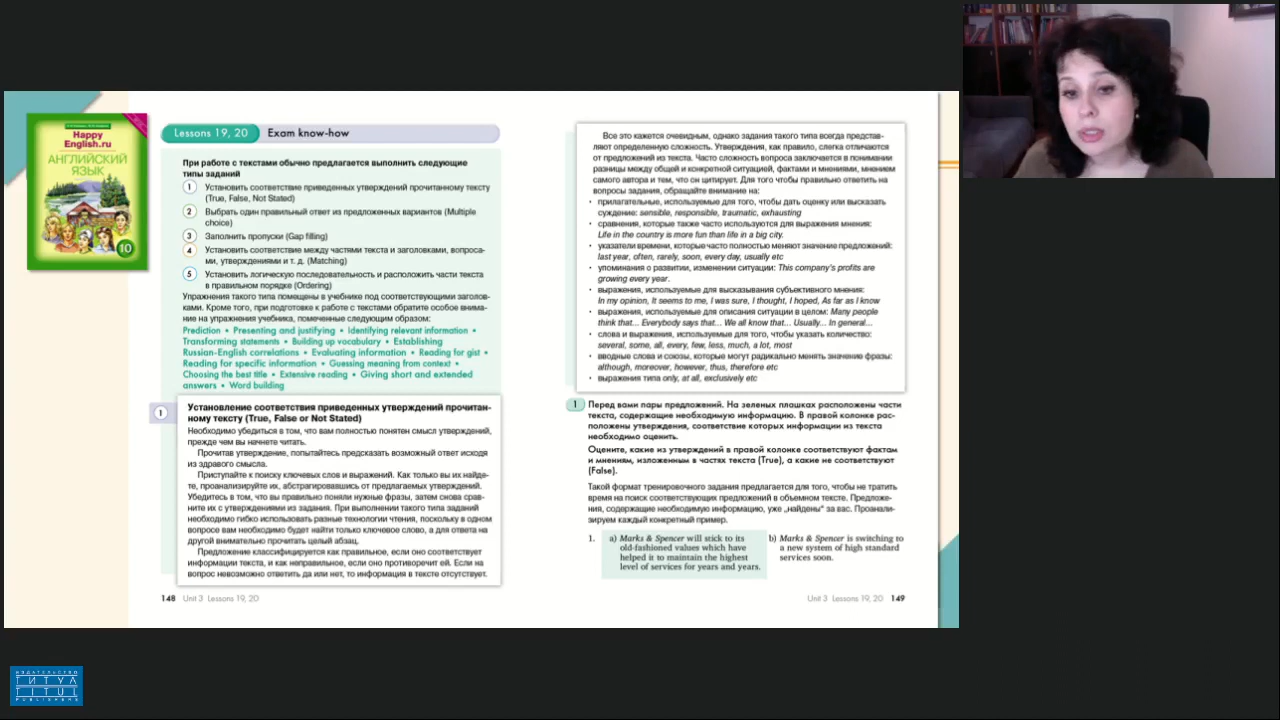 Happy
English.ru
АНГЛИЙСКИЙ
ЯЗЫК
10
Lessons 19, 20
Exam know-how
При работе с текстами обычно предлагается выполнить следующие
типы заданий
1 Установить соответствие приведенных утверждений прочитанному тексту
(True, False, Not Stated)
2 Выбрать один правильный ответ из предложенных вариантов (Multiple
choice)
3 Заполнить пропуски (Gap filling)
4 Установить соответствие между частями текста и заголовками, вопроса-
ми, утверждениями и т. д. (Matching)
5 Установить логическую последовательность и расположить части текста
в правильном порядке (Ordering)
Упражнения такого типа помещены в учебнике под соответствующими заголов-
ками. Кроме того, при подготовке к работе с текстами обратите особое внима-
ние на упражнения учебника, помеченные следующим образом:
Prediction • Presenting and justifying • Identifying relevant information •
Transforming statements • Building up vocabulary • Establishing
Russian-English correlations • Evaluating information • Reading for gist •
Reading for specific information • Guessing meaning from context •
Choosing the best title • Extensive reading • Giving short and extended
answers • Word building
1
Установление соответствия приведенных утверждений прочитан-
ному тексту (True, False or Not Stated)
Необходимо убедиться в том, что вам полностью понятен смысл утверждений,
прежде чем вы начнете читать.
Прочитав утверждение, попытайтесь предсказать возможный ответ исходя
из здравого смысла.
Приступайте к поиску ключевых слов и выражений. Как только вы их найде-
те, проанализируйте их, абстрагировавшись от предлагаемых утверждений.
Убедитесь в том, что вы правильно поняли нужные фразы, затем снова срав-
ните их с утверждениями из задания. При выполнении такого типа заданий
необходимо гибко использовать разные технологии чтения, поскольку в одном
вопросе вам необходимо будет найти только ключевое слово, а для ответа на
другой внимательно прочитать целый абзац.
Предложение классифицируется как правильное, если оно соответствует
информации текста, и как неправильное, если оно противоречит ей. Если на
вопрос невозможно ответить да или нет, то информация в тексте отсутствует.
148 Unit 3 Lessons 19, 20
Все это кажется очевидным, однако задания такого типа всегда представ-
ляют определенную сложность. Утверждения, как правило, слегка отличаются
от предложений из текста. Часто сложность вопроса заключается в понимании
разницы между общей и конкретной ситуацией, фактами и мнениями, мнением
самого автора и тем, что он цитирует. Для того чтобы правильно ответить на
вопросы задания, обращайте внимание на:
• прилагательные, используемые для того, чтобы дать оценку или высказать
суждение: sensible, responsible, traumatic, exhausting
• сравнения, которые также часто используются для выражения мнения:
Life in the country is more fun than life in a big city.
• указатели времени, которые часто полностью меняют значение предложений:
last year, often, rarely, soon, every day, usually etc
• упоминания о развитии, изменении ситуации: This company's profits are
growing every year.
• выражения, используемые для высказывания субъективного мнения:
In my opinion, It seems to me, I was sure, I thought, I hoped, As far as I know
• выражения, используемые для описания ситуации в целом: Many people
think that... Everybody says that... We all know that... Usually... In general...
• слова и выражения, используемые для того, чтобы указать количество:
several, some, all, every, few, less, much, a lot, most
• вводные слова и союзы, которые могут радикально менять значение фразы:
although, moreover, however, thus, therefore etc
• выражения типа only, at all, exclusively etc
1 Перед вами пары предложений. На зеленых плашках расположены части
текста, содержащие необходимую информацию. В правой колонке рас-
положены утверждения, соответствие которых информации из текста
необходимо оценить.
Оцените, какие из утверждений в правой колонке соответствуют фактам
и мнениям, изложенным в частях текста (True), а какие не соответствуют
(False).
Такой формат тренировочного задания предлагается для того, чтобы не тратить
время на поиск соответствующих предложений в объемном тексте. Предложе-
ния, содержащие необходимую информацию, уже „найдены“ за вас. Проанали-
зируем каждый конкретный пример.
1. a) Marks & Spencer will stick to its
old-fashioned values which have
helped it to maintain the highest
level of services for years and years.
b) Marks & Spencer is switching to
a new system of high standard
services soon.
Unit 3 Lessons 19, 20 149
ИЗДАТЕЛЬСТВО
ТИТУЛ
TITUL
PUBLISHERS